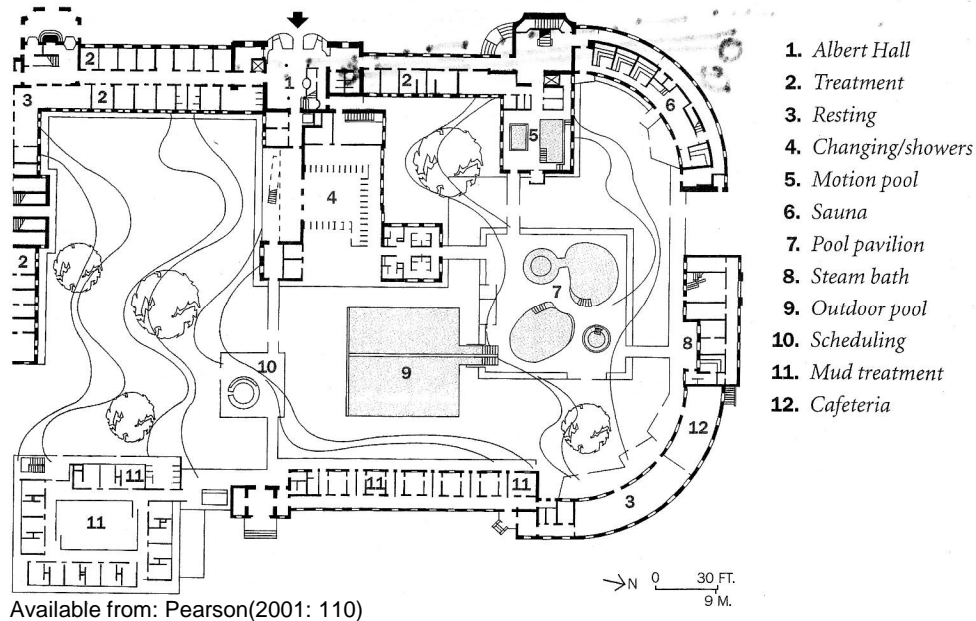 1. Albert Hall
2. Treatment
3. Resting
4. Changing/showers
5. Motion pool
6. Sauna
7. Pool pavilion
8. Steam bath
9. Outdoor pool
10. Scheduling
11. Mud treatment
12. Cafeteria
2
1
2
3
2
6
5
4
2
7
8
10
9
12
11
11
11
3
11
N 0 30 FT.
9 M.
Available from: Pearson(2001: 110)